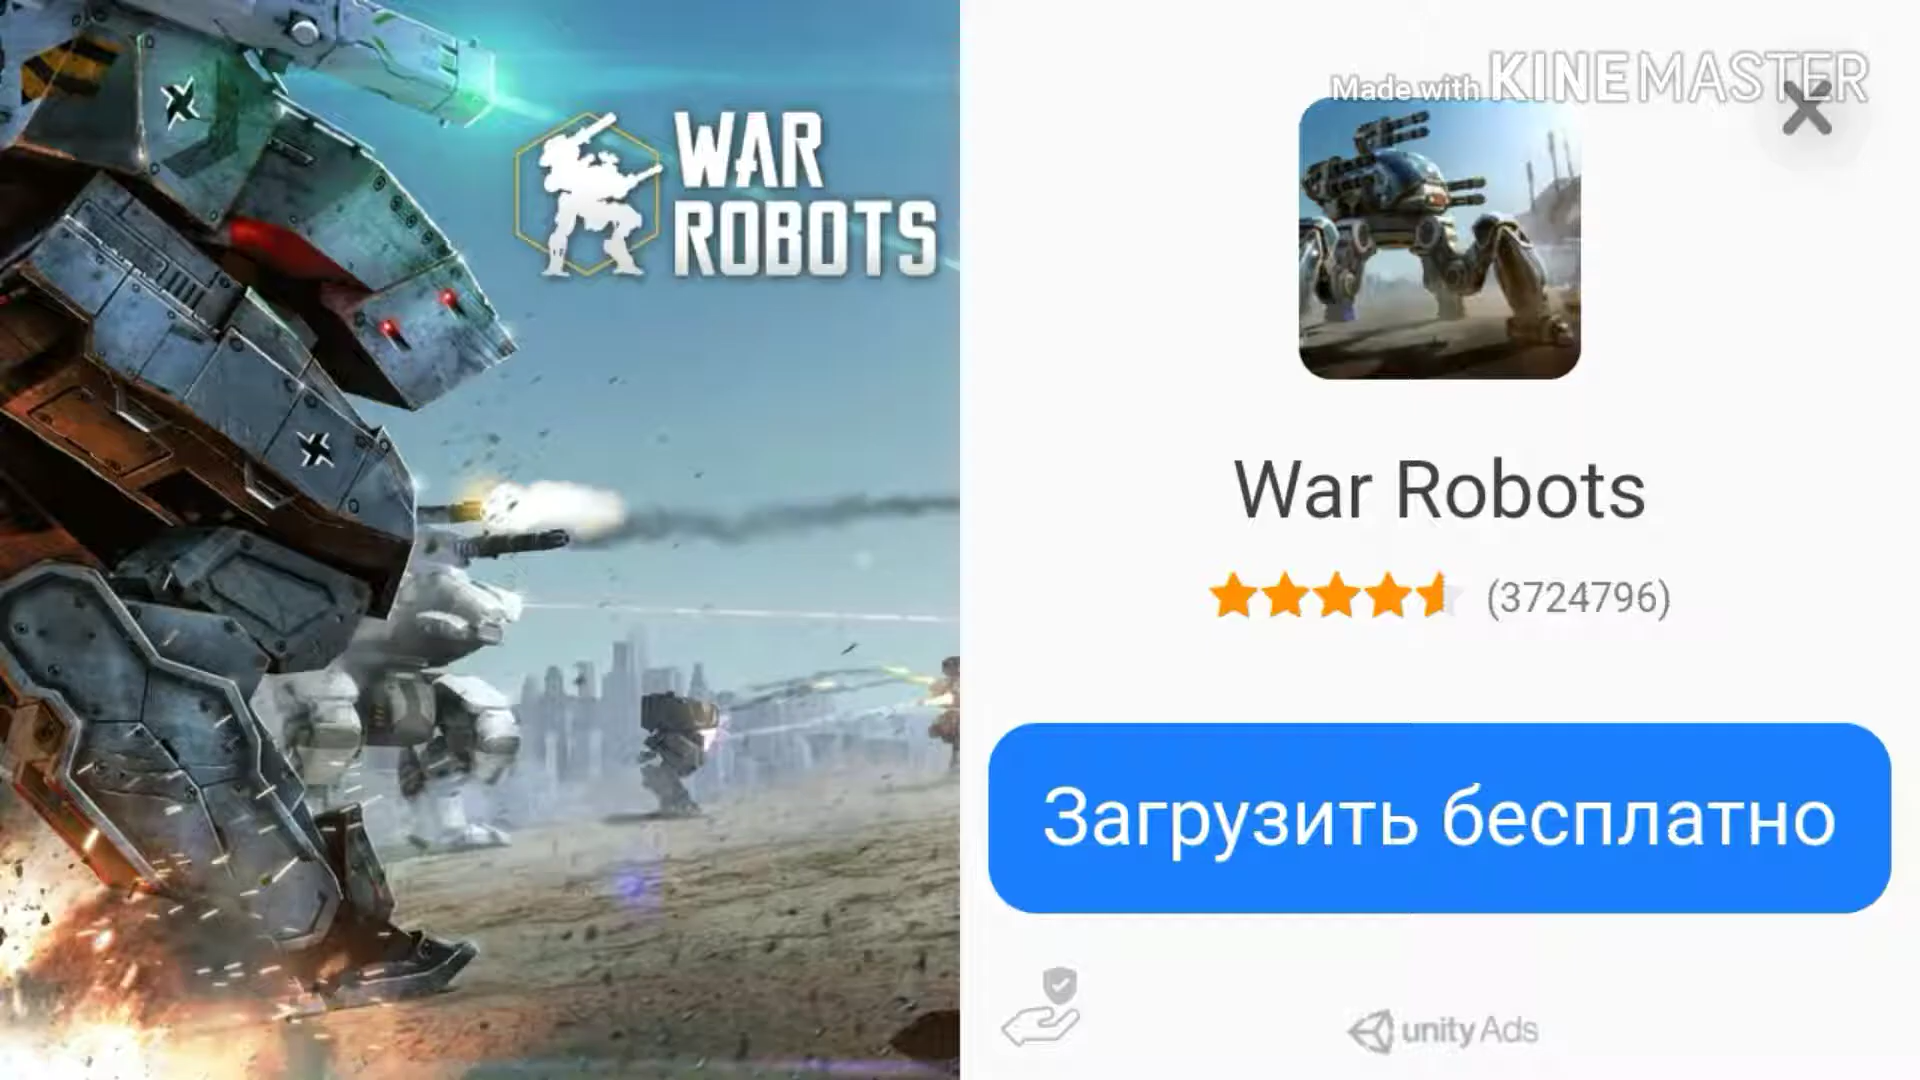 WAR
ROBOTS
Made with KINEMASTER
War Robots
(3724796)
Загрузить бесплатно
unity Ads